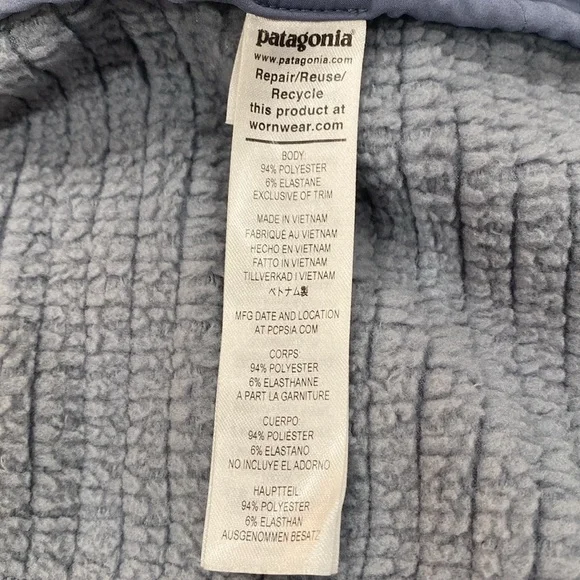 patagonia
www.patagonia.com
Repair/Reuse/
Recycle
this product at
wornwear.com
BODY:
94% POLYESTER
6% ELASTANE
EXCLUSIVE OF TRIM
MADE IN VIETNAM
FABRIQUÉ AU VIETNAM
HECHO EN VIETNAM
FATTO IN VIETNAM
TILLVERKAD I VIETNAM
ベトナム製
MFG DATE AND LOCATION
AT PCPSIA.COM
CORPS:
94% POLYESTER
6% ELASTHANNE
A PART LA GARNITURE
CUERPO:
94% POLIÉSTER
6% ELASTANO
NO INCLUYE EL ADORNO
HAUPTTEIL:
94% POLYESTER
6% ELASTHAN
AUSGENOMMEN BESATZ